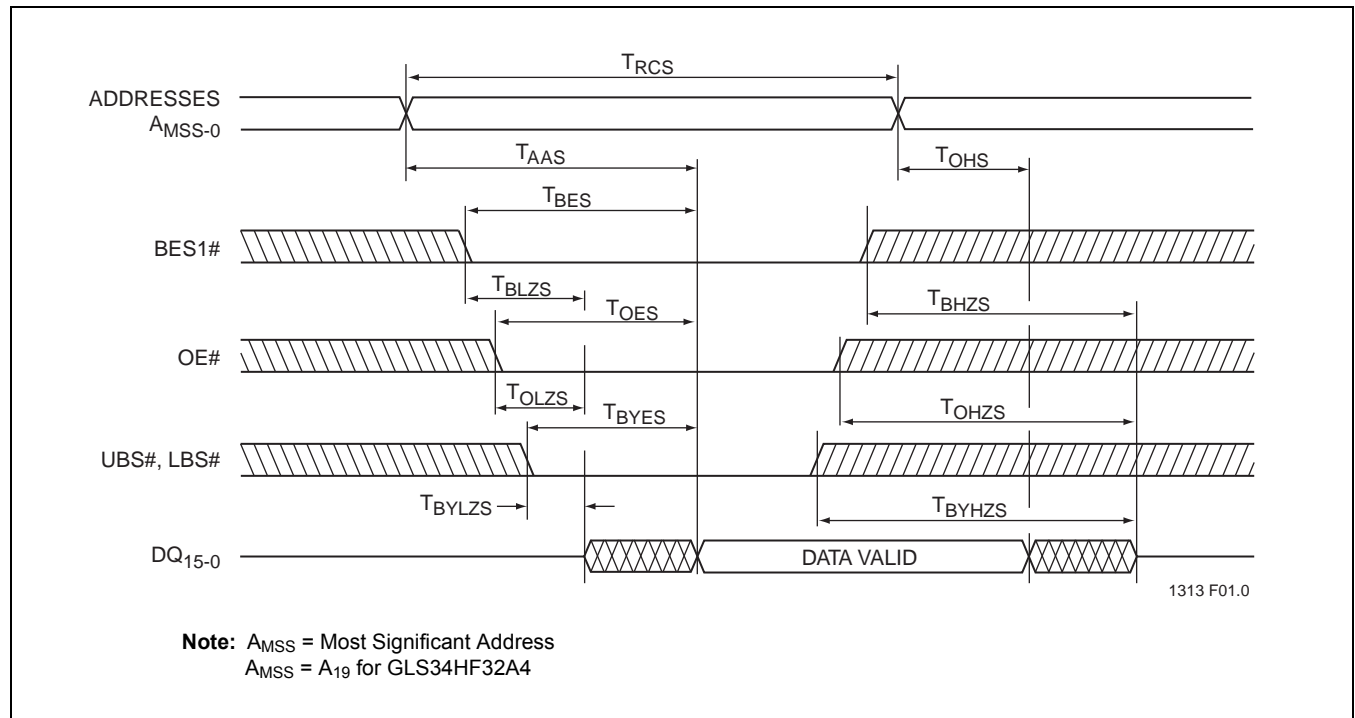 TRCS
ADDRESSES
AMSS-0
TAAS
TOHS
TBES
BES1#
TBLZS
TOES
TBHZS
OE#
TOLZS
TBYES
TOHZS
UBS#, LBS#
TBYLZS
TBYHZS
DQ15-0
DATA VALID
1313 F01.0
Note: AMSS = Most Significant Address
AMSS = A19 for GLS34HF32A4